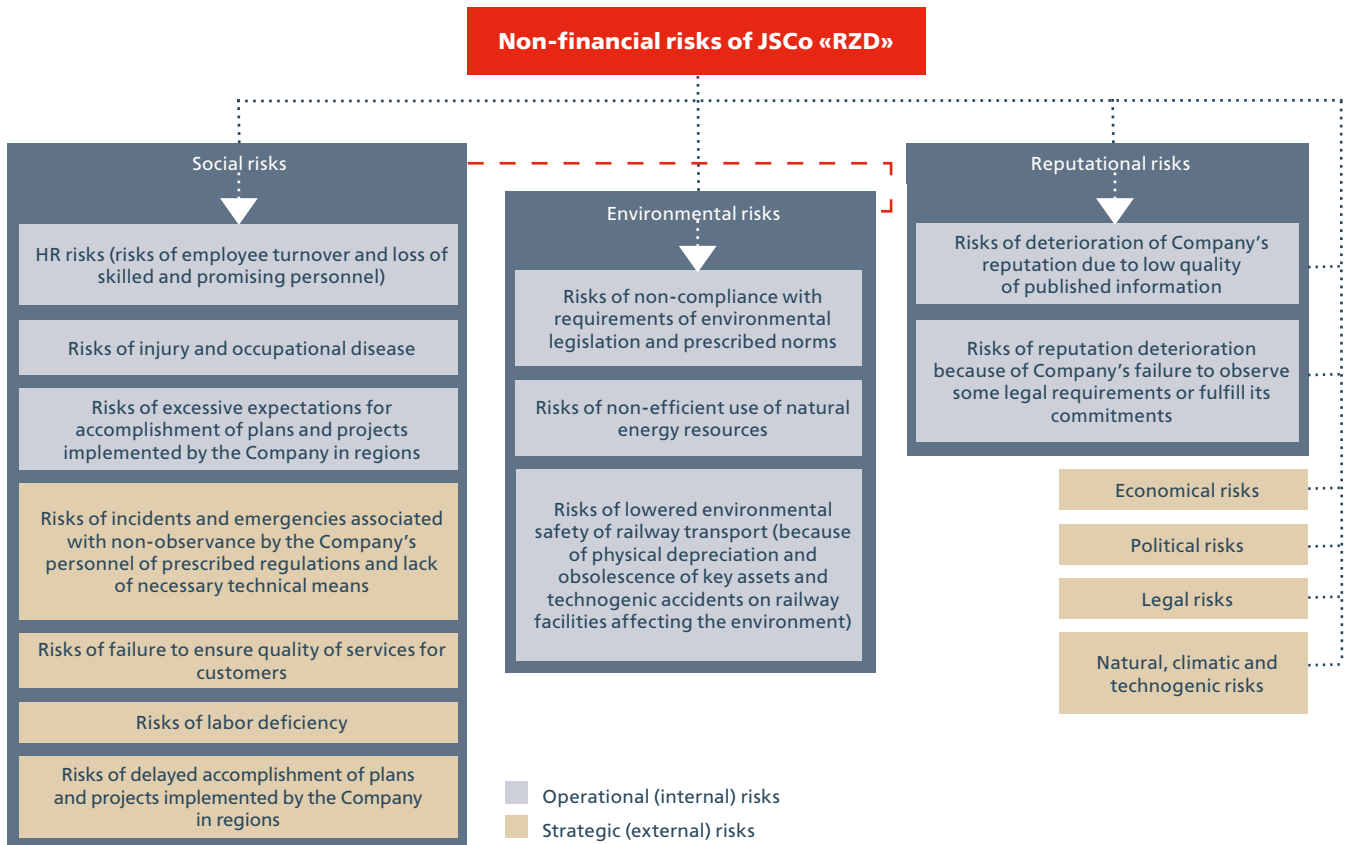 Non-financial risks of JSCo «RZD»
Social risks
HR risks (risks of employee turnover and loss of
skilled and promising personnel)
Risks of injury and occupational disease
Risks of excessive expectations for
accomplishment of plans and projects
implemented by the Company in regions
Risks of incidents and emergencies associated
with non-observance by the Company’s
personnel of prescribed regulations and lack
of necessary technical means
Risks of failure to ensure quality of services for
customers
Risks of labor deficiency
Risks of delayed accomplishment of plans
and projects implemented by the Company
in regions
Environmental risks
Risks of non-compliance with
requirements of environmental
legislation and prescribed norms
Risks of non-efficient use of natural
energy resources
Risks of lowered environmental
safety of railway transport (because
of physical depreciation and
obsolescence of key assets and
technogenic accidents on railway
facilities affecting the environment)
Reputational risks
Risks of deterioration of Company’s
reputation due to low quality
of published information
Risks of reputation deterioration
because of Company’s failure to observe
some legal requirements or fulfill its
commitments
Economical risks
Political risks
Legal risks
Natural, climatic and
technogenic risks
Operational (internal) risks
Strategic (external) risks